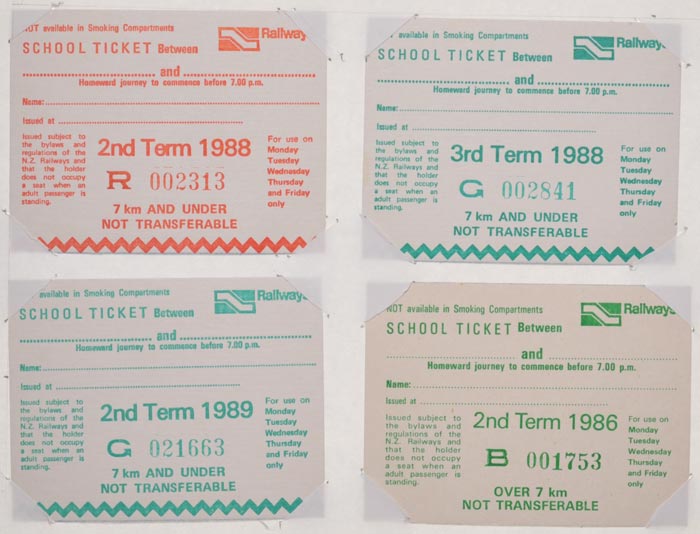 NOT available in Smoking Compartments
Railways
SCHOOL TICKET Between
and
Homeward journey to commence before 7.00 p.m.
Name:
Issued at
Issued subject to
the bylaws and
regulations of the
N.Z. Railways and
that the holder
does not occupy
a seat when an
adult passenger is
standing.
2nd Term 1988
R 002313
7 km AND UNDER
NOT TRANSFERABLE
For use on
Monday
Tuesday
Wednesday
Thursday
and Friday
only
available in Smoking Compartments
Railways
SCHOOL TICKET Between
and
Homeward journey to commence before 7.00 p.m.
Name:
Issued at
Issued subject to
the bylaws and
regulations of the
N.Z. Railways and
that the holder
does not occupy
a seat when an
adult passenger is
standing.
3rd Term 1988
G 002841
7 km AND UNDER
NOT TRANSFERABLE
For use on
Monday
Tuesday
Wednesday
Thursday
and Friday
only
available in Smoking Compartments
Railways
SCHOOL TICKET Between
and
Homeward journey to commence before 7.00 p.m.
Name:
Issued at
Issued subject to
the bylaws and
regulations of the
N.Z. Railways and
that the holder
does not occupy
a seat when an
adult passenger is
standing.
2nd Term 1989
G 021663
7 km AND UNDER
NOT TRANSFERABLE
For use on
Monday
Tuesday
Wednesday
Thursday
and Friday
only
NOT available in Smoking Compartments
Railways
SCHOOL TICKET Between
and
Homeward journey to commence before 7.00 p.m.
Name:
Issued at
Issued subject to
the bylaws and
regulations of the
N.Z. Railways and
that the holder
does not occupy
a seat when an
adult passenger is
standing.
2nd Term 1986
B 001753
OVER 7 km
NOT TRANSFERABLE
For use on
Monday
Tuesday
Wednesday
Thursday
and Friday
only